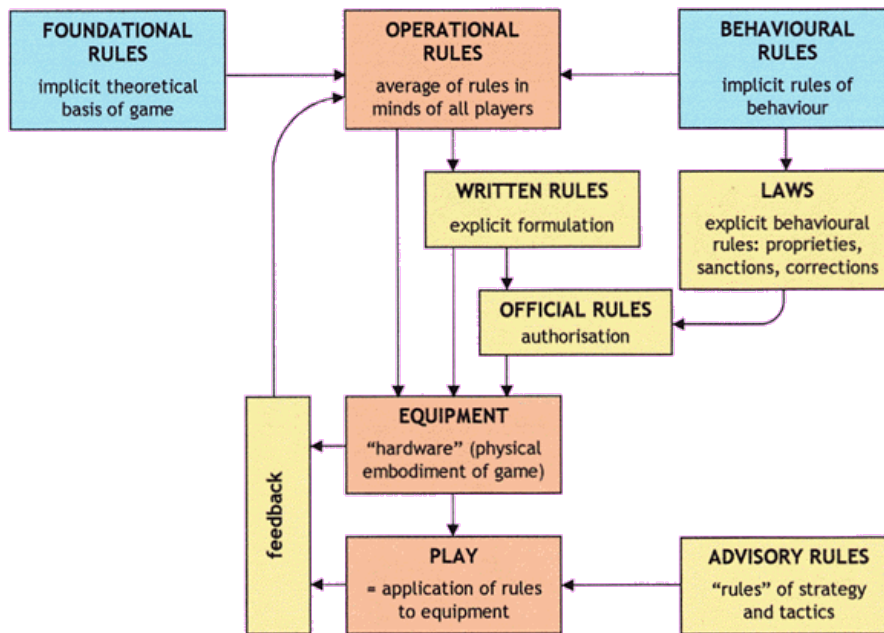 FOUNDATIONAL
RULES
implicit theoretical
basis of game
OPERATIONAL
RULES
average of rules in
minds of all players
BEHAVIOURAL
RULES
implicit rules of
behaviour
WRITTEN RULES
explicit formulation
LAWS
explicit behavioural
rules: proprieties,
sanctions, corrections
OFFICIAL RULES
authorisation
EQUIPMENT
“hardware” (physical
embodiment of game)
feedback
PLAY
= application of rules
to equipment
ADVISORY RULES
“rules” of strategy
and tactics